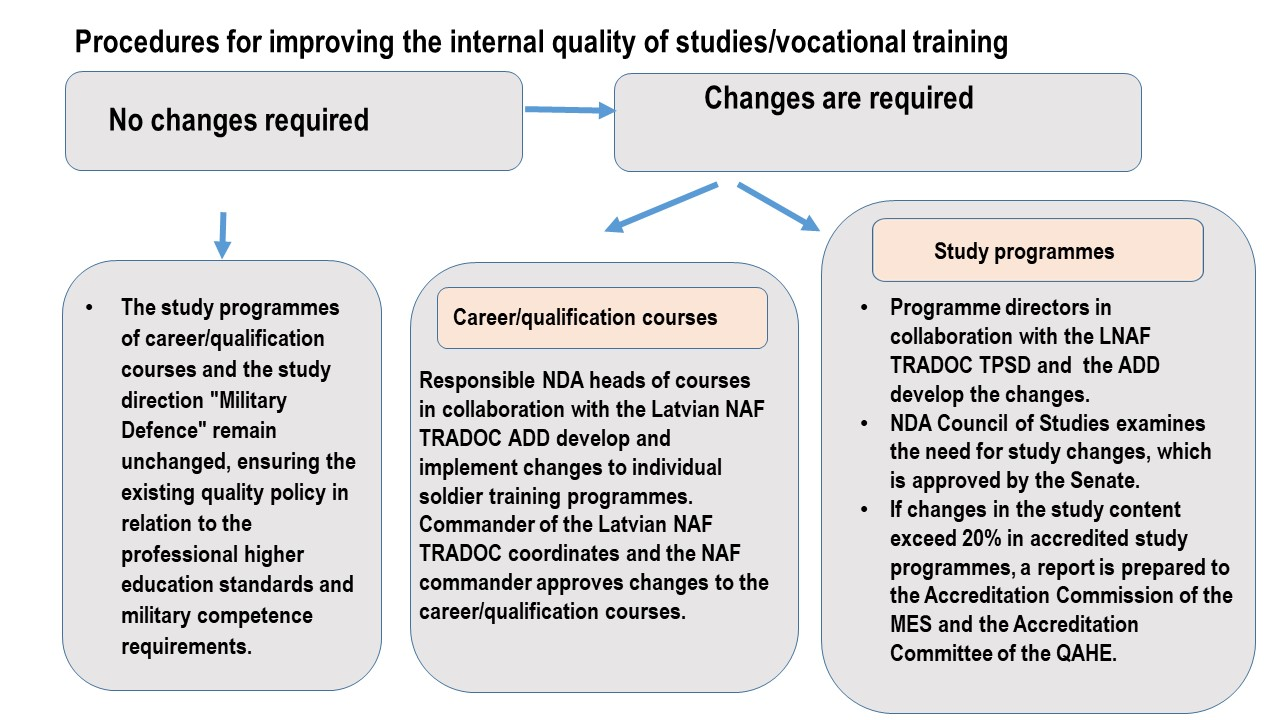 Procedures for improving the internal quality of studies/vocational training
No changes required
Changes are required
• The study programmes
of career/qualification
courses and the study
direction "Military
Defence" remain
unchanged, ensuring the
existing quality policy in
relation to the
professional higher
education standards and
military competence
requirements.
Career/qualification courses
Responsible NDA heads of courses
in collaboration with the Latvian NAF
TRADOC ADD develop and
implement changes to individual
soldier training programmes.
Commander of the Latvian NAF
TRADOC coordinates and the NAF
commander approves changes to the
career/qualification courses.
Study programmes
• Programme directors in
collaboration with the LNAF
TRADOC TPSD and  the ADD
develop the changes.
• NDA Council of Studies examines
the need for study changes, which
is approved by the Senate.
• If changes in the study content
exceed 20% in accredited study
programmes, a report is prepared to
the Accreditation Commission of the
MES and the Accreditation
Committee of the QAHE.